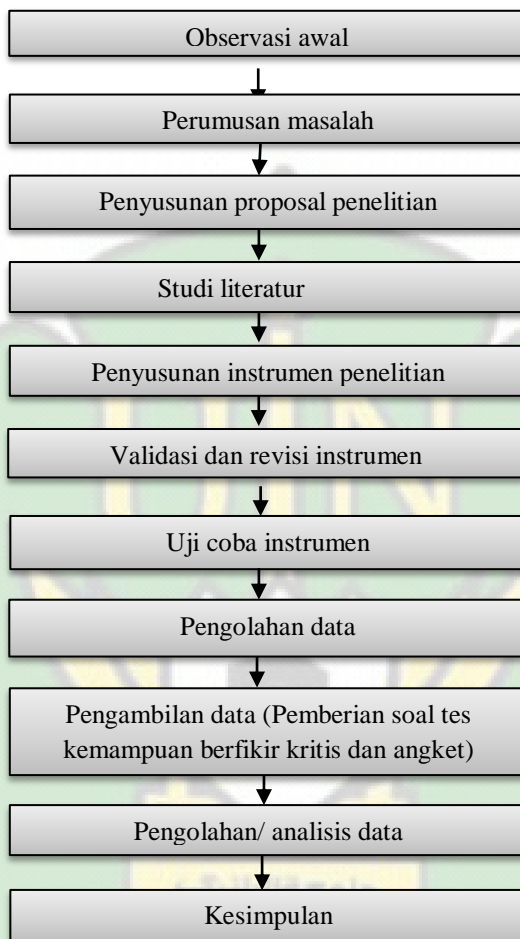 Observasi awal
Perumusan masalah
Penyusunan proposal penelitian
Studi literatur
Penyusunan instrumen penelitian
Validasi dan revisi instrumen
Uji coba instrumen
Pengolahan data
Pengambilan data (Pemberian soal tes
kemampuan berfikir kritis dan angket)
Pengolahan/ analisis data
Kesimpulan